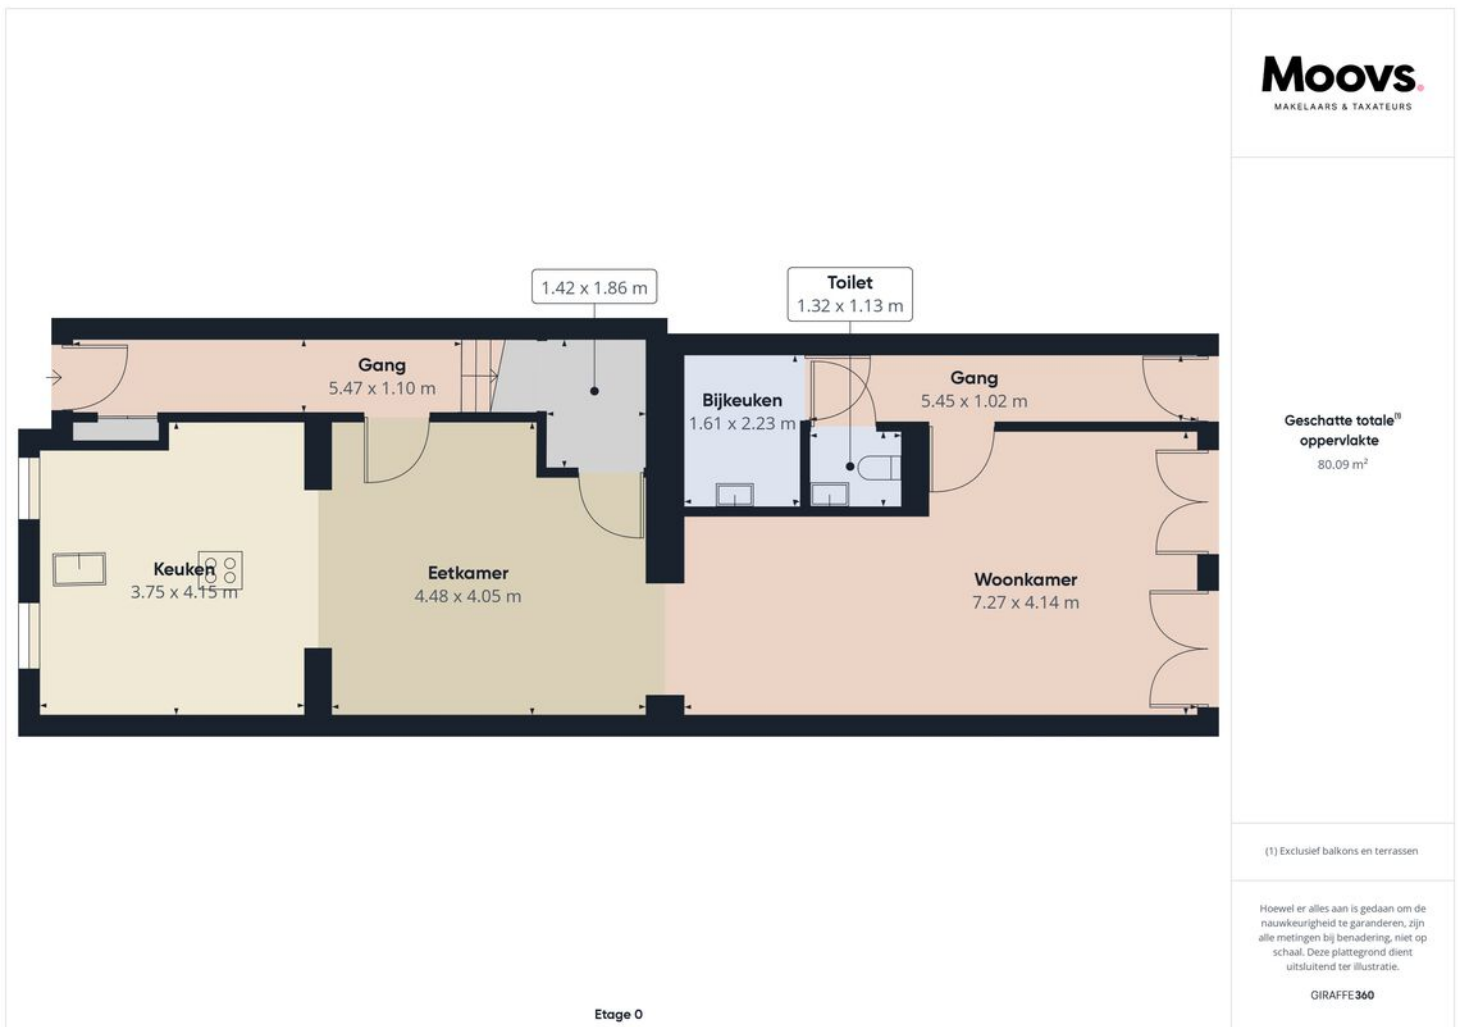 Moovs.
MAKELAARS & TAXATEURS
1.42 x 1.86 m
Toilet
1.32 x 1.13 m
Gang
5.47 x 1.10 m
Bijkeuken
1.61 x 2.23 m
Gang
5.45 x 1.02 m
Keuken
3.75 x 4.15 m
Eetkamer
4.48 x 4.05 m
Woonkamer
7.27 x 4.14 m
Geschatte totale(1)
oppervlakte
80.09 m²
(1) Exclusief balkons en terrassen
Hoewel er alles aan is gedaan om de
nauwkeurigheid te garanderen, zijn
alle metingen bij benadering, niet op
schaal. Deze plattegrond dient
uitsluitend ter illustratie.
GIRAFFE360
Etage 0